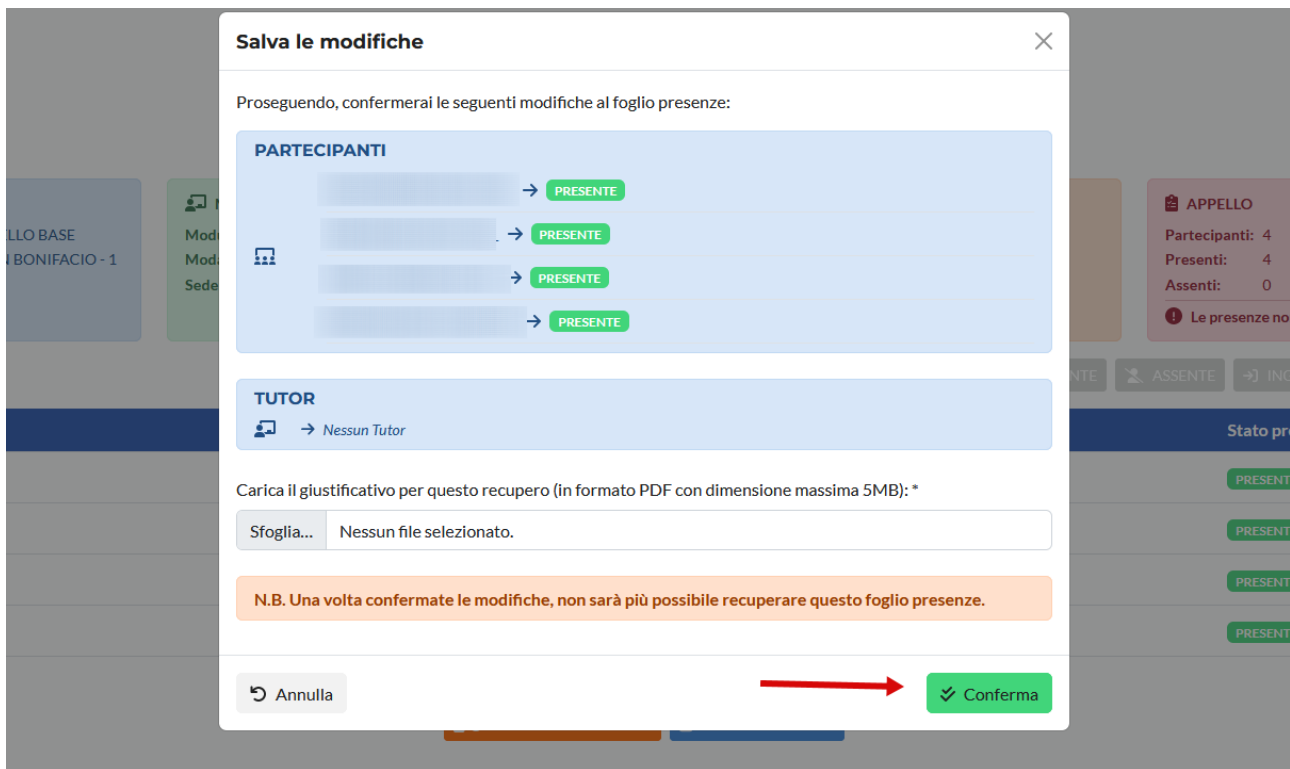 Salva le modifiche
Proseguendo, confermerai le seguenti modifiche al foglio presenze:
PARTECIPANTI
PRESENTE
PRESENTE
PRESENTE
PRESENTE
TUTOR
Nessun Tutor
Carica il giustificativo per questo recupero (in formato PDF con dimensione massima 5MB): *
Sfoglia... Nessun file selezionato.
N.B. Una volta confermate le modifiche, non sarà più possibile recuperare questo foglio presenze.
Annulla
Conferma
LLO BASE
BONIFACIO - 1
Mod
Moda
Sede
APPELLO
Partecipanti: 4
Presenti: 4
Assenti: 0
Le presenze no
NTE
ASSENTE
Stato pr
PRESENT
PRESENT
PRESENT
PRESENT